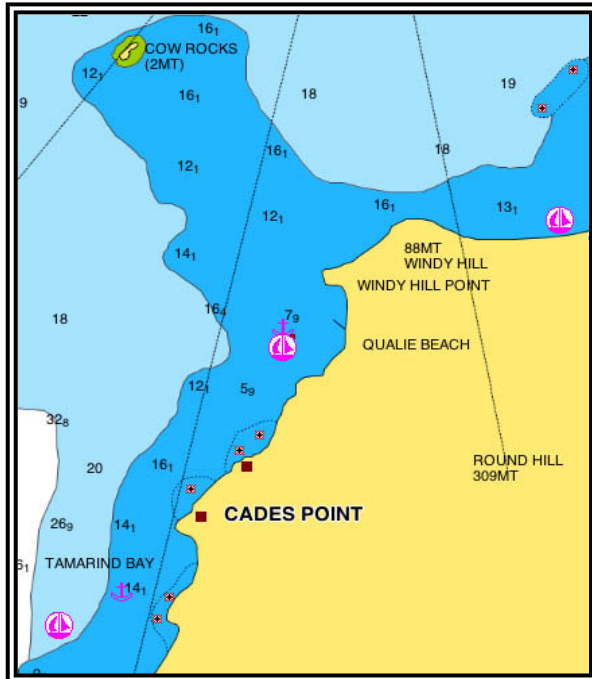 16₁
COW ROCKS
(2MT)
12₁
19
9
16₁
18
16₁
18
12₁
16₁
13₁
12₁
88MT
WINDY HILL
14₁
WINDY HILL POINT
16₄
7₉
18
QUALIE BEACH
12₁
5₉
32₈
ROUND HILL
309MT
20
16₁
CADES POINT
26₉
14₁
TAMARIND BAY
6₁
14₁